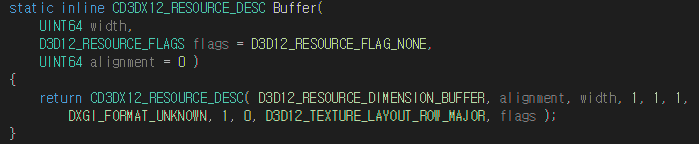 static inline CD3DX12_RESOURCE_DESC Buffer(
UINT64 width,
D3D12_RESOURCE_FLAGS flags = D3D12_RESOURCE_FLAG_NONE,
UINT64 alignment = 0 )
{
return CD3DX12_RESOURCE_DESC( D3D12_RESOURCE_DIMENSION_BUFFER, alignment, width, 1, 1, 1,
DXGI_FORMAT_UNKNOWN, 1, 0, D3D12_TEXTURE_LAYOUT_ROW_MAJOR, flags );
}